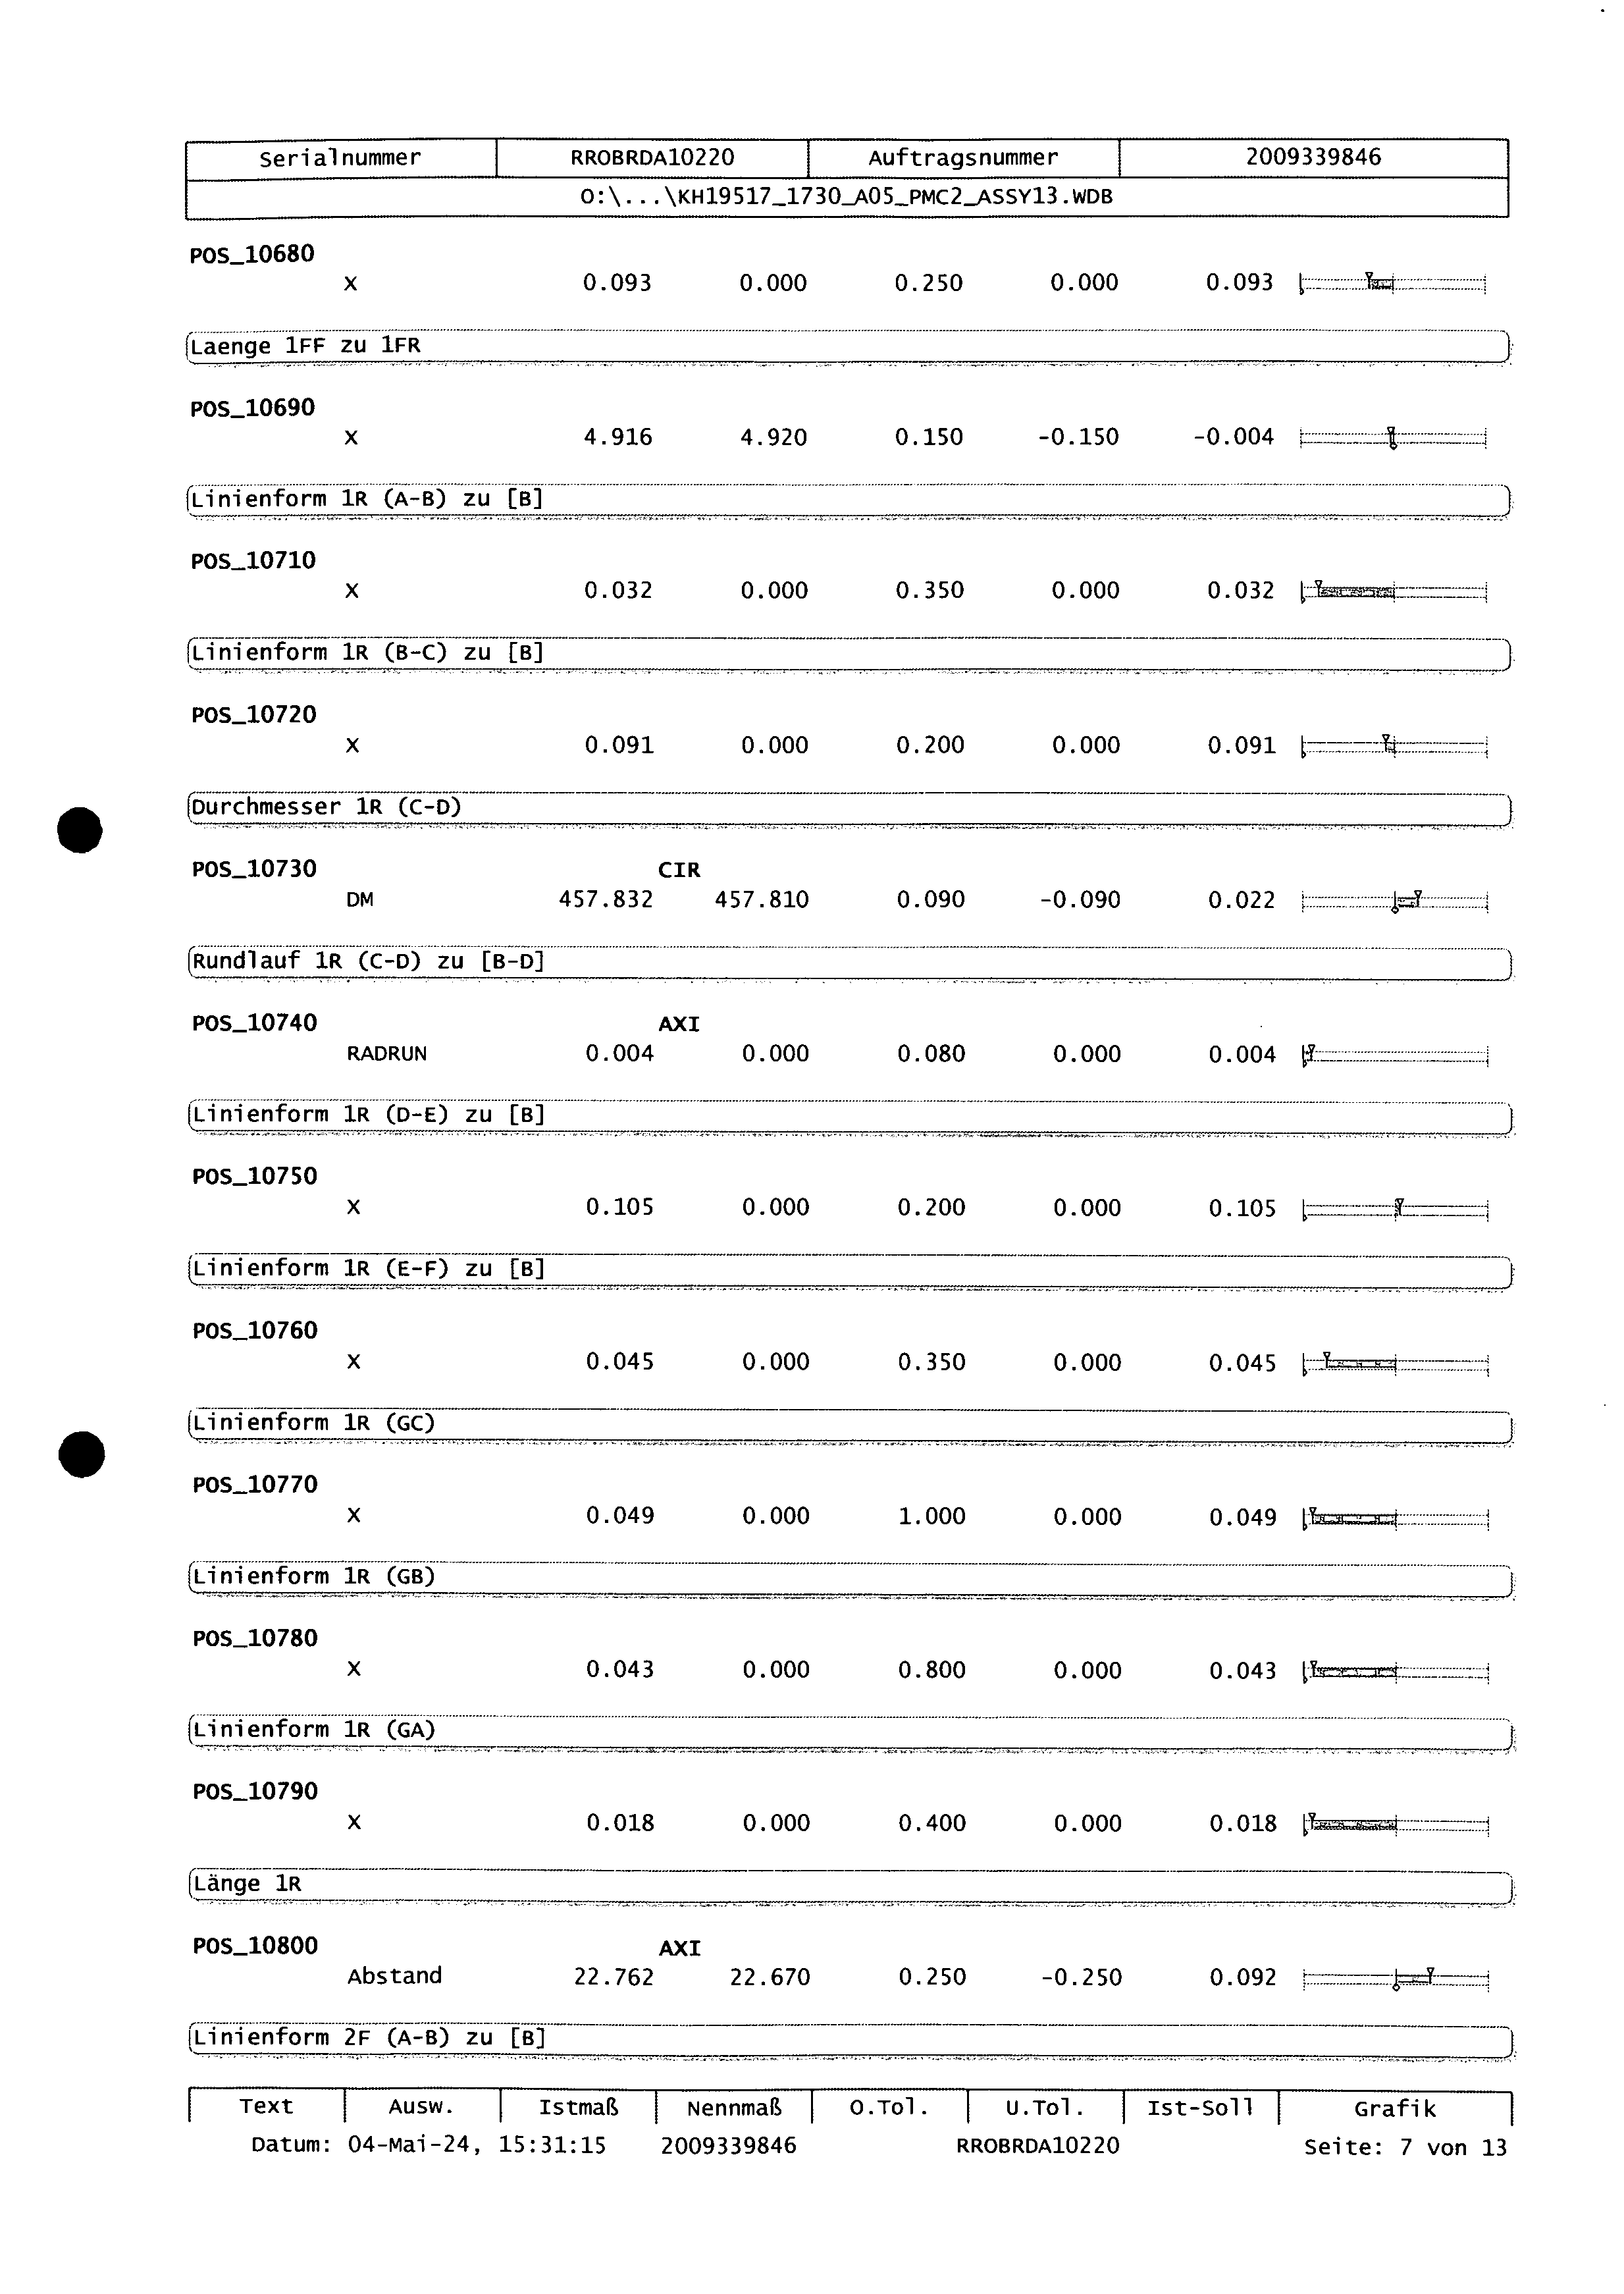 Serialnummer RROBRDA10220 Auftragsnummer 2009339846
O:\...\KH19517_1730_A05_PMC2_ASSY13.WDB
POS_10680
X 0.093 0.000 0.250 0.000 0.093
Laenge 1FF zu 1FR
POS_10690
X 4.916 4.920 0.150 -0.150 -0.004
Linienform 1R (A-B) zu [B]
POS_10710
X 0.032 0.000 0.350 0.000 0.032
Linienform 1R (B-C) zu [B]
POS_10720
X 0.091 0.000 0.200 0.000 0.091
Durchmesser 1R (C-D)
POS_10730 CIR
DM 457.832 457.810 0.090 -0.090 0.022
Rundlauf 1R (C-D) zu [B-D]
POS_10740 AXI
RADRUN 0.004 0.000 0.080 0.000 0.004
Linienform 1R (D-E) zu [B]
POS_10750
X 0.105 0.000 0.200 0.000 0.105
Linienform 1R (E-F) zu [B]
POS_10760
X 0.045 0.000 0.350 0.000 0.045
Linienform 1R (GC)
POS_10770
X 0.049 0.000 1.000 0.000 0.049
Linienform 1R (GB)
POS_10780
X 0.043 0.000 0.800 0.000 0.043
Linienform 1R (GA)
POS_10790
X 0.018 0.000 0.400 0.000 0.018
Länge 1R
POS_10800 AXI
Abstand 22.762 22.670 0.250 -0.250 0.092
Linienform 2F (A-B) zu [B]
Text Ausw. Istmaß Nennmaß O.Tol. U.Tol. Ist-Soll Grafik
Datum: 04-Mai-24, 15:31:15 2009339846 RROBRDA10220 Seite: 7 von 13